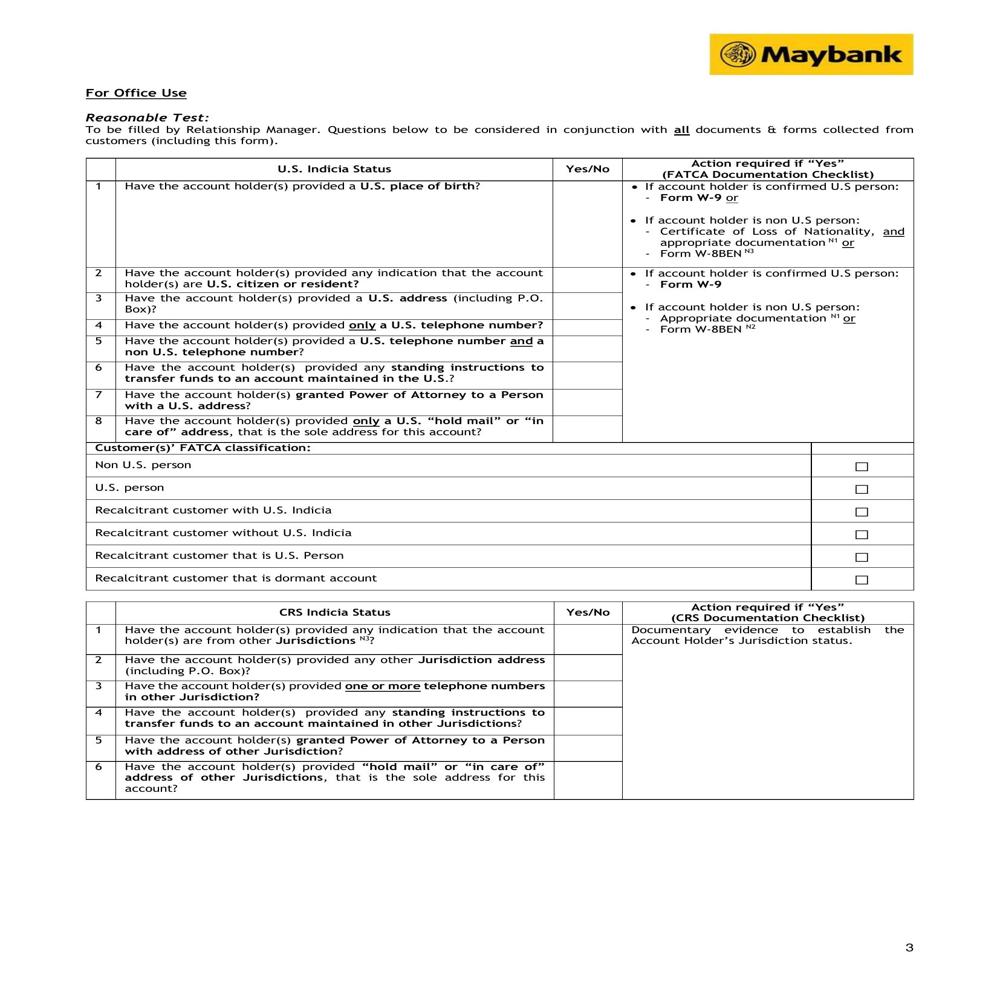 Maybank
For Office Use
Reasonable Test:
To be filled by Relationship Manager. Questions below to be considered in conjunction with all documents & forms collected from
customers (including this form).
U.S. Indicia Status
Yes/No
Action required if “Yes”
(FATCA Documentation Checklist)
1
Have the account holder(s) provided a U.S. place of birth?
• If account holder is confirmed U.S person:
- Form W-9 or
• If account holder is non U.S person:
- Certificate of Loss of Nationality, and
appropriate documentation N1 or
- Form W-8BEN N3
2
Have the account holder(s) provided any indication that the account
holder(s) are U.S. citizen or resident?
• If account holder is confirmed U.S person:
- Form W-9
• If account holder is non U.S person:
- Appropriate documentation N1 or
- Form W-8BEN N2
3
Have the account holder(s) provided a U.S. address (including P.O.
Box)?
4
Have the account holder(s) provided only a U.S. telephone number?
5
Have the account holder(s) provided a U.S. telephone number and a
non U.S. telephone number?
6
Have the account holder(s) provided any standing instructions to
transfer funds to an account maintained in the U.S.?
7
Have the account holder(s) granted Power of Attorney to a Person
with a U.S. address?
8
Have the account holder(s) provided only a U.S. “hold mail” or “in
care of” address, that is the sole address for this account?
Customer(s)’ FATCA classification:
Non U.S. person
U.S. person
Recalcitrant customer with U.S. Indicia
Recalcitrant customer without U.S. Indicia
Recalcitrant customer that is U.S. Person
Recalcitrant customer that is dormant account
CRS Indicia Status
Yes/No
Action required if “Yes”
(CRS Documentation Checklist)
1
Have the account holder(s) provided any indication that the account
holder(s) are from other Jurisdictions N3?
Documentary evidence to establish the
Account Holder’s Jurisdiction status.
2
Have the account holder(s) provided any other Jurisdiction address
(including P.O. Box)?
3
Have the account holder(s) provided one or more telephone numbers
in other Jurisdiction?
4
Have the account holder(s) provided any standing instructions to
transfer funds to an account maintained in other Jurisdictions?
5
Have the account holder(s) granted Power of Attorney to a Person
with address of other Jurisdiction?
6
Have the account holder(s) provided “hold mail” or “in care of”
address of other Jurisdictions, that is the sole address for this
account?
3